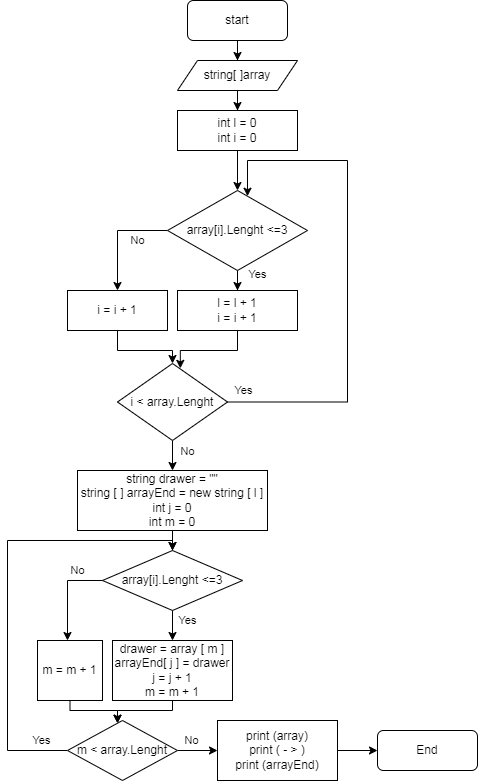 start
string[ ]array
int l = 0
int i = 0
array[i].Lenght <=3
No
Yes
i = i + 1
l = l + 1
i = i + 1
i < array.Lenght
Yes
No
string drawer = ""
string [ ] arrayEnd = new string [ l ]
int j = 0
int m = 0
array[i].Lenght <=3
No
Yes
m = m + 1
drawer = array [ m ]
arrayEnd[ j ] = drawer
j = j + 1
m = m + 1
Yes
m < array.Lenght
No
print (array)
print ( - > )
print (arrayEnd)
End